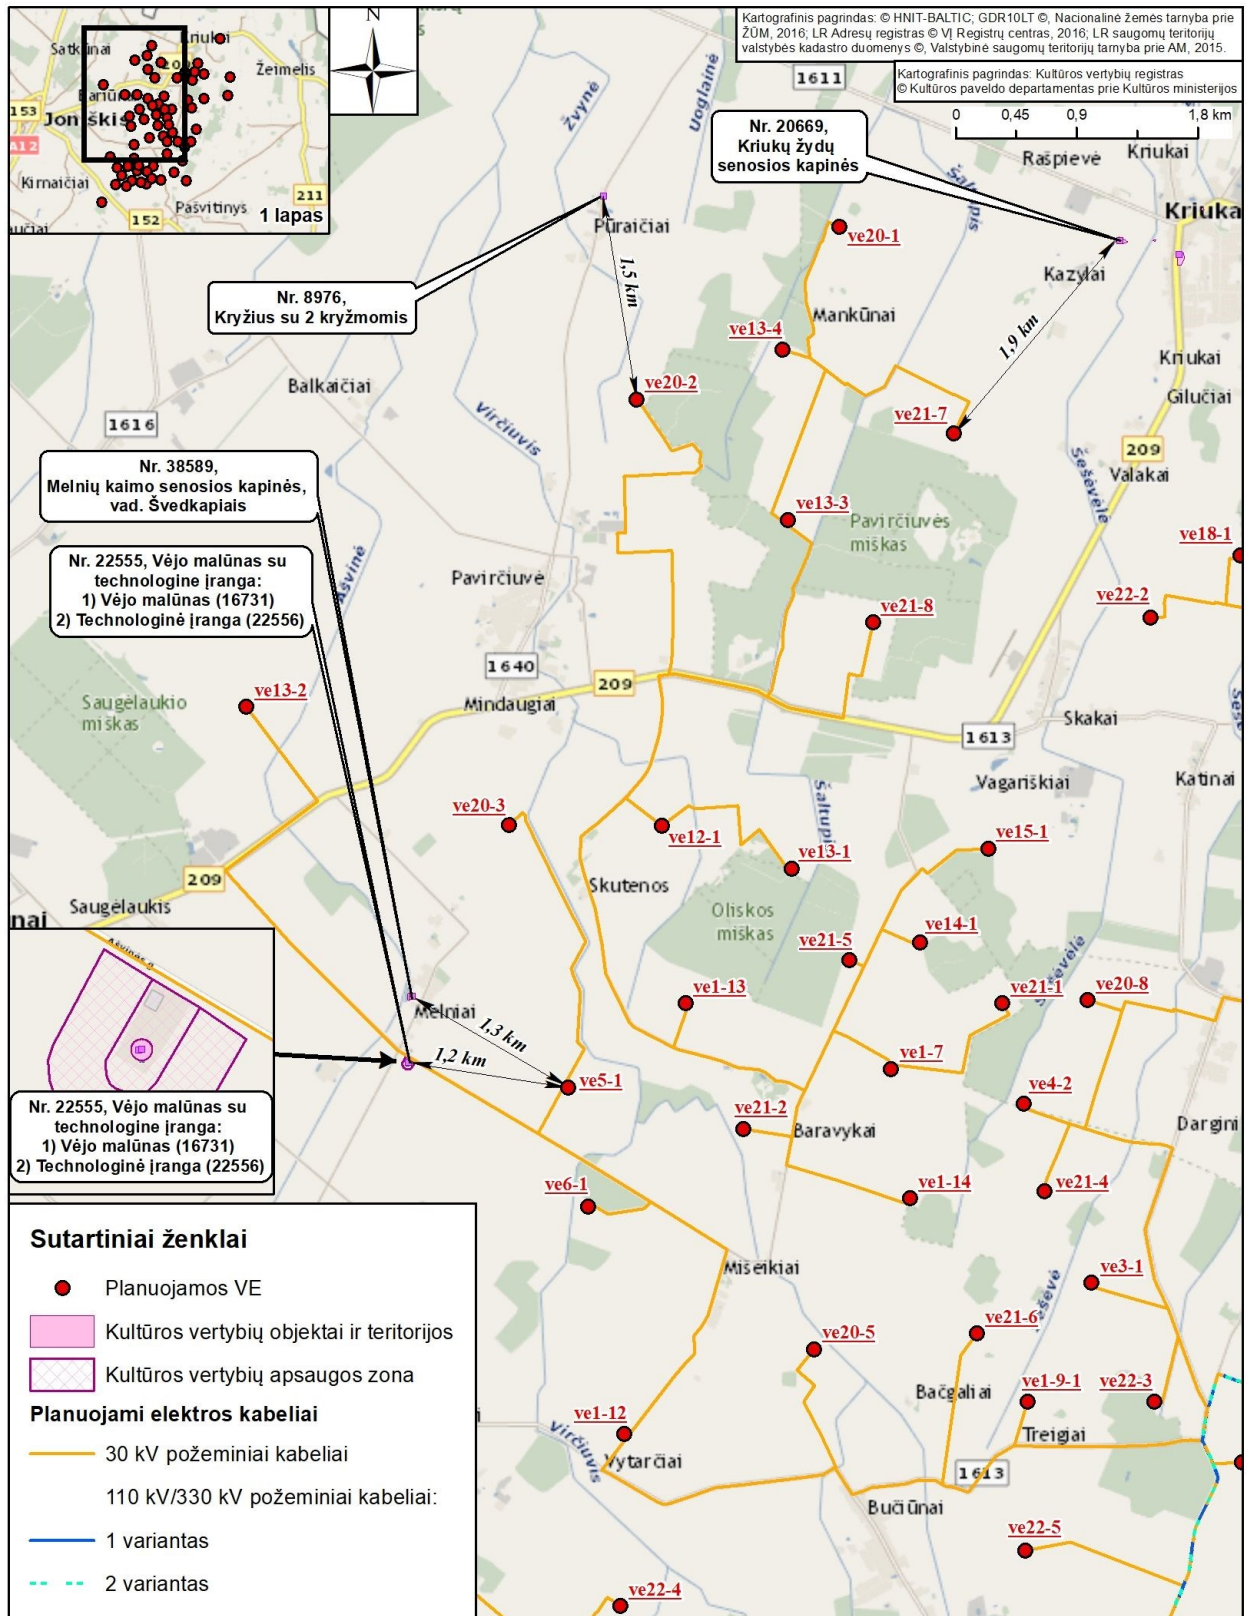 Kartografinis pagrindas: © HNIT-BALTIC; GDR10LT ©, Nacionalinė žemės tarnyba prie
ŽŪM, 2016; LR Adresų registras © VĮ Registrų centras, 2016; LR saugomų teritorijų
valstybės kadastro duomenys ©, Valstybinė saugomų teritorijų tarnyba prie AM, 2015.
Kartografinis pagrindas: Kultūros vertybių registras
© Kultūros paveldo departamentas prie Kultūros ministerijos
0 0,45 0,9 1,8 km
N
Satkūnai
Kriukai
Žeimelis
153
Joniškis
A12
Kirnaičiai
Pašvitinys
211
152
1 lapas
Žvynė
Uoglainė
1611
Nr. 20669,
Kriukų žydų
senosios kapinės
Rašpievė
Kriukai
Kriuka
Pūraičiai
ve20-1
Kazylai
1,5 km
Nr. 8976,
Kryžius su 2 kryžmomis
Mankūnai
ve13-4
1,9 km
Kriukai
Gilučiai
Balkaičiai
ve20-2
ve21-7
1616
Virčiuvis
209
Valakai
Šešėvėlė
Nr. 38589,
Melnių kaimo senosios kapinės,
vad. Švedkapiais
ve13-3
Pavirčiuvės
miškas
ve18-1
Nr. 22555, Vėjo malūnas su
technologine įranga:
1) Vėjo malūnas (16731)
2) Technologinė įranga (22556)
Ašvinė
Pavirčiuvė
ve21-8
ve22-2
1640
209
ve13-2
Saugėlaukio
miškas
Mindaugiai
Skakai
1613
Vagariškiai
Katinai
ve20-3
ve12-1
Šaltupis
ve13-1
ve15-1
209
Saugėlaukis
Skutenos
Oliskos
miškas
ve14-1
ve21-5
nai
Šešėvėlė
ve1-13
ve21-1
ve20-8
Melniai
1,3 km
1,2 km
ve5-1
ve1-7
ve4-2
Nr. 22555, Vėjo malūnas su
technologine įranga:
1) Vėjo malūnas (16731)
2) Technologinė įranga (22556)
ve21-2
Baravykai
Dargini
ve6-1
ve1-14
ve21-4
Miseikiai
ve3-1
ve20-5
ve21-6
Bačgaliai
ve1-9-1
ve22-3
ve1-12
Virčiuvis
Vytarčiai
Treigiai
1613
Bučiūnai
ve22-5
ve22-4
Sutartiniai ženklai
Planuojamos VE
Kultūros vertybių objektai ir teritorijos
Kultūros vertybių apsaugos zona
Planuojami elektros kabeliai
30 kV požeminiai kabeliai
110 kV/330 kV požeminiai kabeliai:
1 variantas
2 variantas